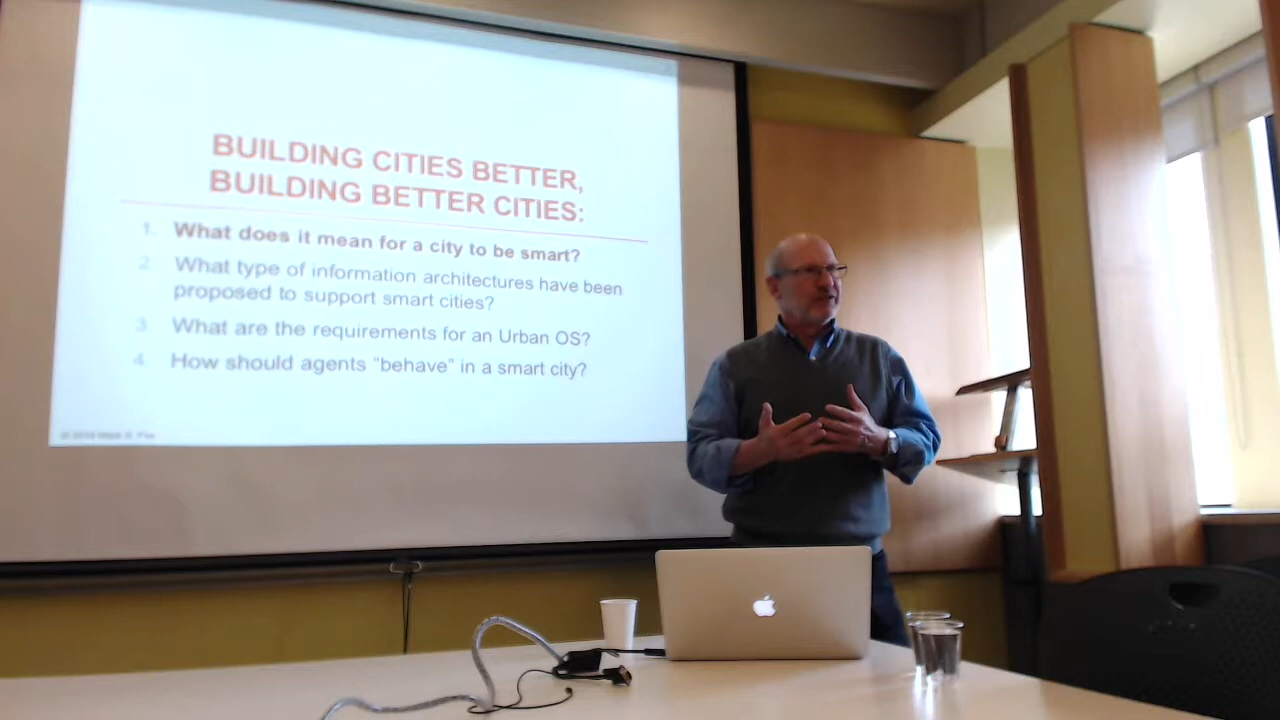 BUILDING CITIES BETTER,
BUILDING BETTER CITIES:
1. What does it mean for a city to be smart?
2. What type of information architectures have been
proposed to support smart cities?
3. What are the requirements for an Urban OS?
4. How should agents "behave" in a smart city?